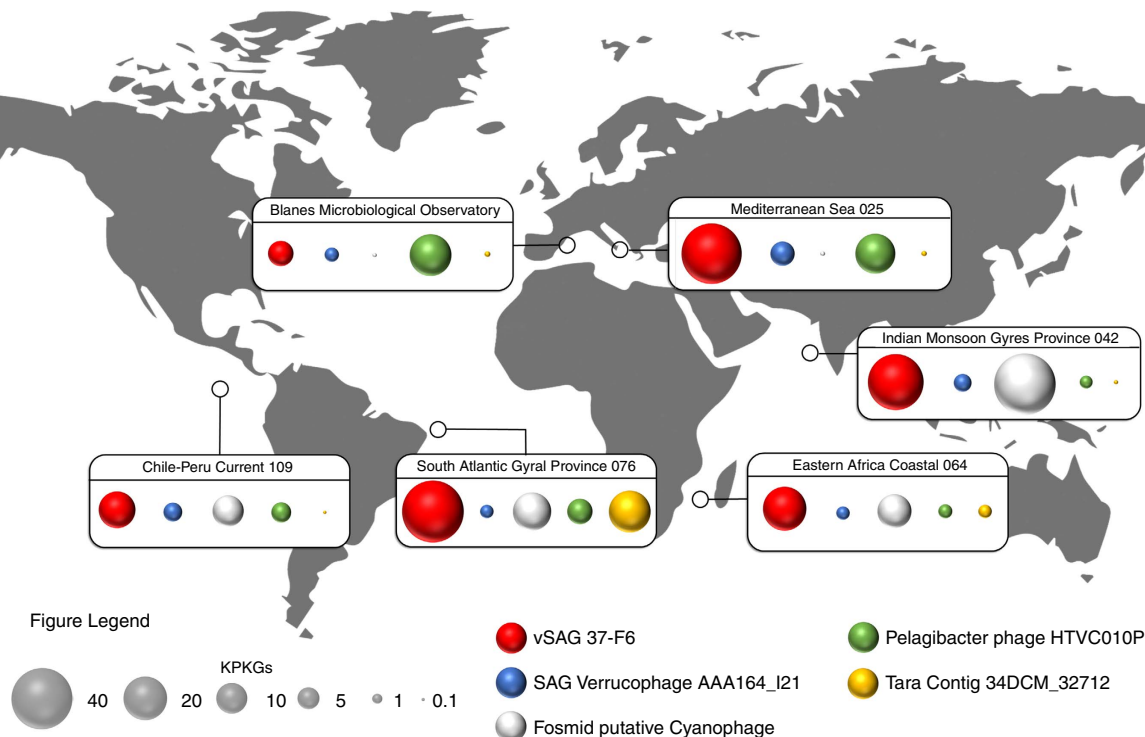 Blanes Microbiological Observatory
Mediterranean Sea 025
Indian Monsoon Gyres Province 042
Chile-Peru Current 109
South Atlantic Gyral Province 076
Eastern Africa Coastal 064
Figure Legend
KPKGs
40 20 10 5 1 0.1
vSAG 37-F6
SAG Verrucophage AAA164_I21
Fosmid putative Cyanophage
Pelagibacter phage HTVC010P
Tara Contig 34DCM_32712